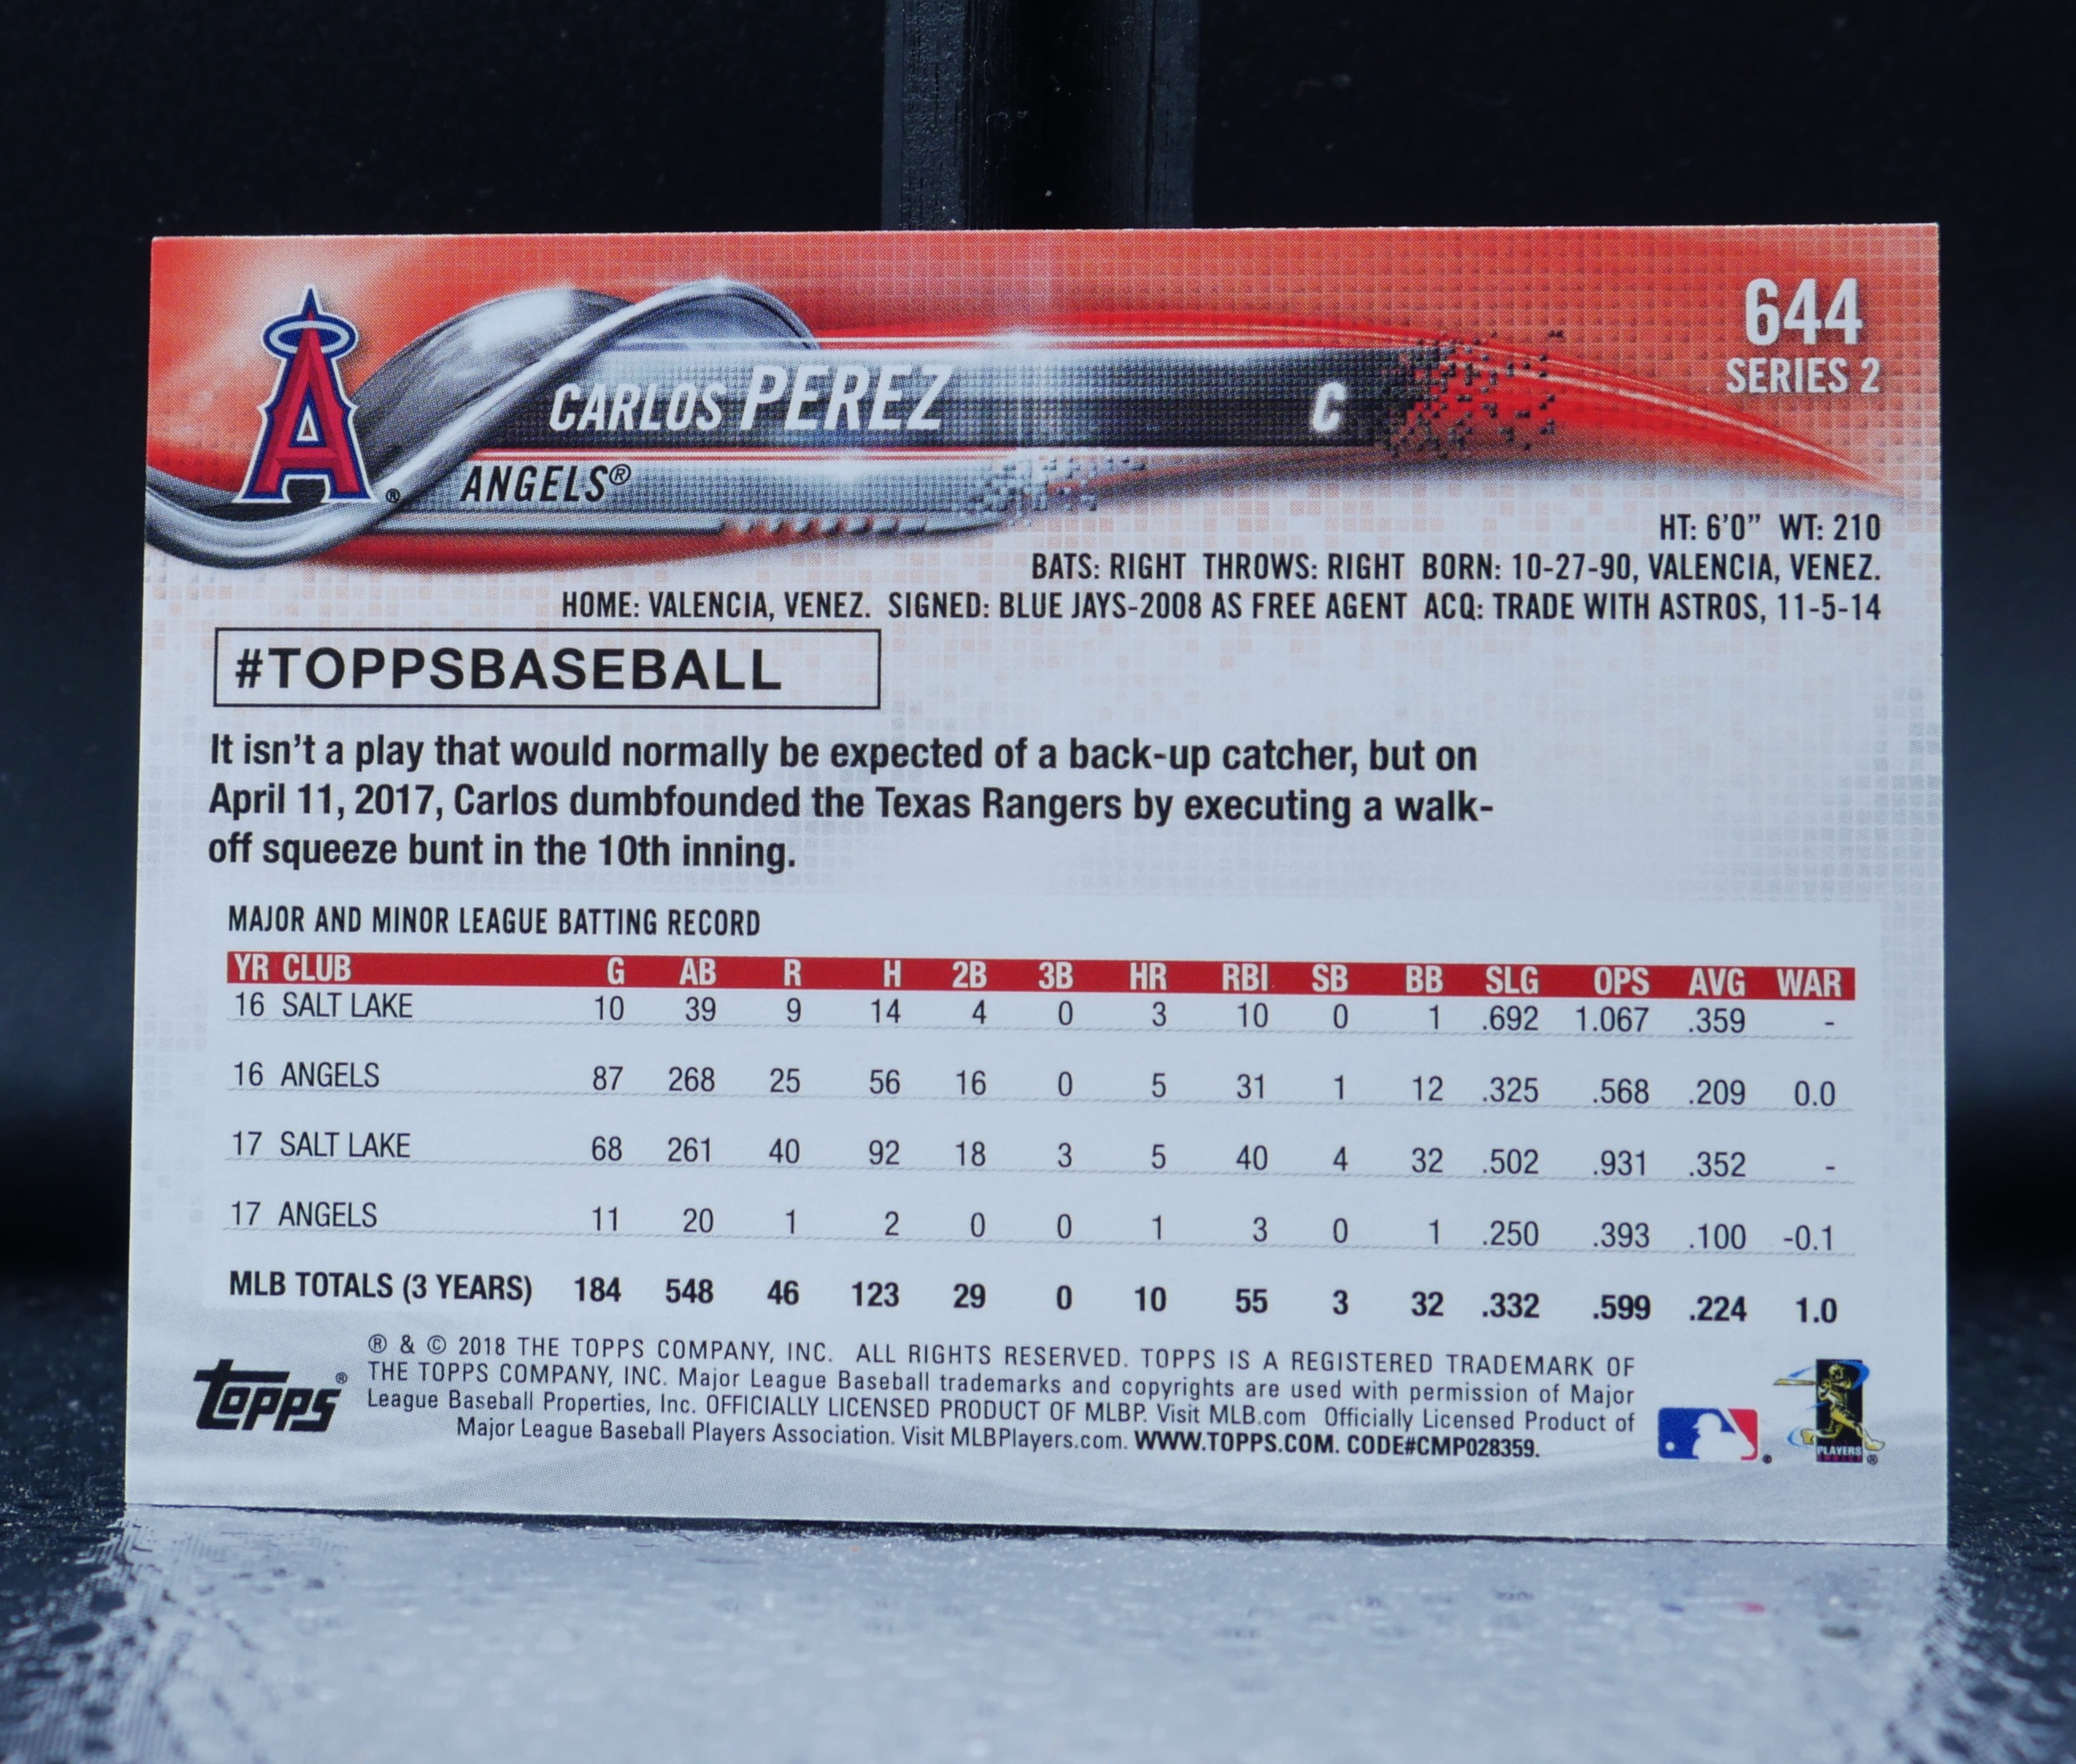 644
SERIES 2
CARLOS PEREZ C
ANGELS®
HT: 6'0" WT: 210
BATS: RIGHT THROWS: RIGHT BORN: 10-27-90, VALENCIA, VENEZ.
HOME: VALENCIA, VENEZ. SIGNED: BLUE JAYS-2008 AS FREE AGENT ACQ: TRADE WITH ASTROS, 11-5-14
#TOPPSBASEBALL
It isn't a play that would normally be expected of a back-up catcher, but on
April 11, 2017, Carlos dumbfounded the Texas Rangers by executing a walk-
off squeeze bunt in the 10th inning.
MAJOR AND MINOR LEAGUE BATTING RECORD
YR CLUB G AB R H 2B 3B HR RBI SB BB SLG OPS AVG WAR
16 SALT LAKE 10 39 9 14 4 0 3 10 0 1 .692 1.067 .359 -
16 ANGELS 87 268 25 56 16 0 5 31 1 12 .325 .568 .209 0.0
17 SALT LAKE 68 261 40 92 18 3 5 40 4 32 .502 .931 .352 -
17 ANGELS 11 20 1 2 0 0 1 3 0 1 .250 .393 .100 -0.1
MLB TOTALS (3 YEARS) 184 548 46 123 29 0 10 55 3 32 .332 .599 .224 1.0
® & © 2018 THE TOPPS COMPANY, INC. ALL RIGHTS RESERVED. TOPPS IS A REGISTERED TRADEMARK OF
THE TOPPS COMPANY, INC. Major League Baseball trademarks and copyrights are used with permission of Major
League Baseball Properties, Inc. OFFICIALLY LICENSED PRODUCT OF MLBP. Visit MLB.com Officially Licensed Product of
Major League Baseball Players Association. Visit MLBPlayers.com. WWW.TOPPS.COM. CODE#CMP028359.
Topps®
PLAYERS